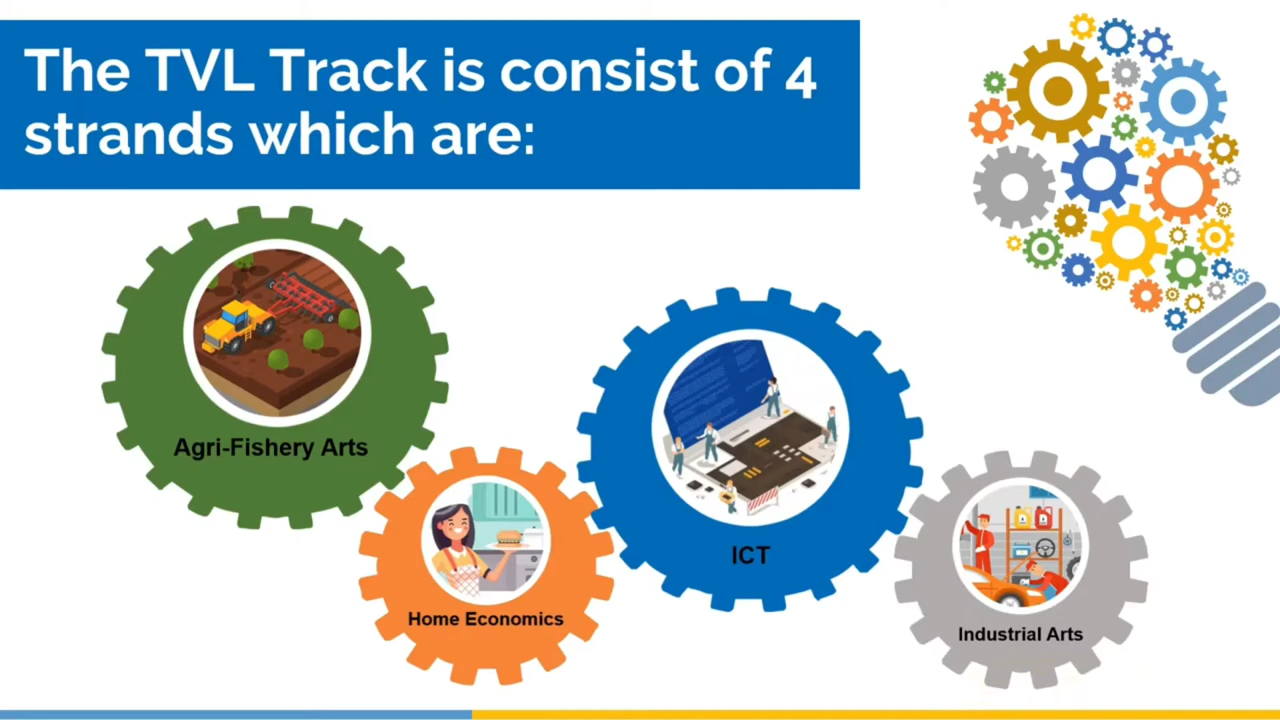 The TVL Track is consist of 4
strands which are:
Agri-Fishery Arts
Home Economics
ICT
Industrial Arts